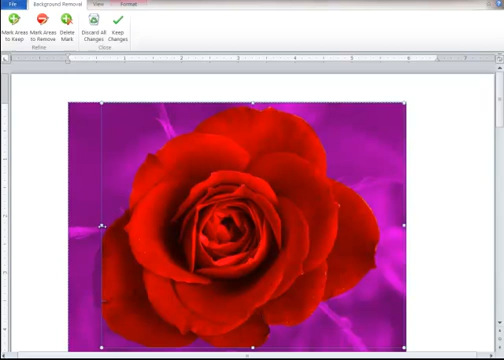 File Background Removal View Format
Mark Areas to Keep
Mark Areas to Remove
Delete Mark
Discard All Changes
Keep Changes
Refine
Close